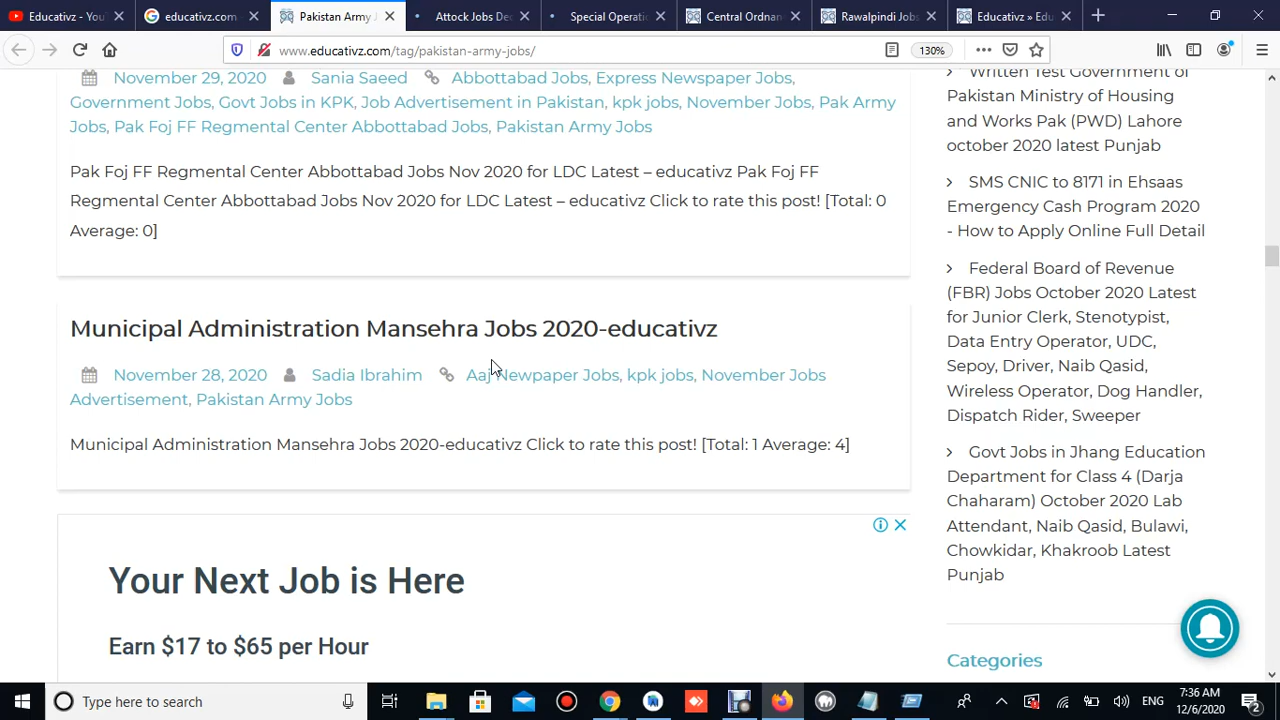 Educativz - You
educativz.com
Pakistan Army J
Attock Jobs Dec
Special Operatio
Central Ordnanc
Rawalpindi Jobs
Educativz » Edu
www.educativz.com/tag/pakistan-army-jobs/
130%
November 29, 2020 Sania Saeed Abbottabad Jobs, Express Newspaper Jobs,
Government Jobs, Govt Jobs in KPK, Job Advertisement in Pakistan, kpk jobs, November Jobs, Pak Army
Jobs, Pak Foj FF Regmental Center Abbottabad Jobs, Pakistan Army Jobs
Pak Foj FF Regmental Center Abbottabad Jobs Nov 2020 for LDC Latest – educativz Pak Foj FF
Regmental Center Abbottabad Jobs Nov 2020 for LDC Latest – educativz Click to rate this post! [Total: 0
Average: 0]
Municipal Administration Mansehra Jobs 2020-educativz
November 28, 2020 Sadia Ibrahim Aaj Newpaper Jobs, kpk jobs, November Jobs
Advertisement, Pakistan Army Jobs
Municipal Administration Mansehra Jobs 2020-educativz Click to rate this post! [Total: 1 Average: 4]
Your Next Job is Here
Earn $17 to $65 per Hour
Written Test Government of
Pakistan Ministry of Housing
and Works Pak (PWD) Lahore
october 2020 latest Punjab
SMS CNIC to 8171 in Ehsaas
Emergency Cash Program 2020
- How to Apply Online Full Detail
Federal Board of Revenue
(FBR) Jobs October 2020 Latest
for Junior Clerk, Stenotypist,
Data Entry Operator, UDC,
Sepoy, Driver, Naib Qasid,
Wireless Operator, Dog Handler,
Dispatch Rider, Sweeper
Govt Jobs in Jhang Education
Department for Class 4 (Darja
Chaharam) October 2020 Lab
Attendant, Naib Qasid, Bulawi,
Chowkidar, Khakroob Latest
Punjab
Categories
Type here to search
ENG
7:36 AM
12/6/2020
2